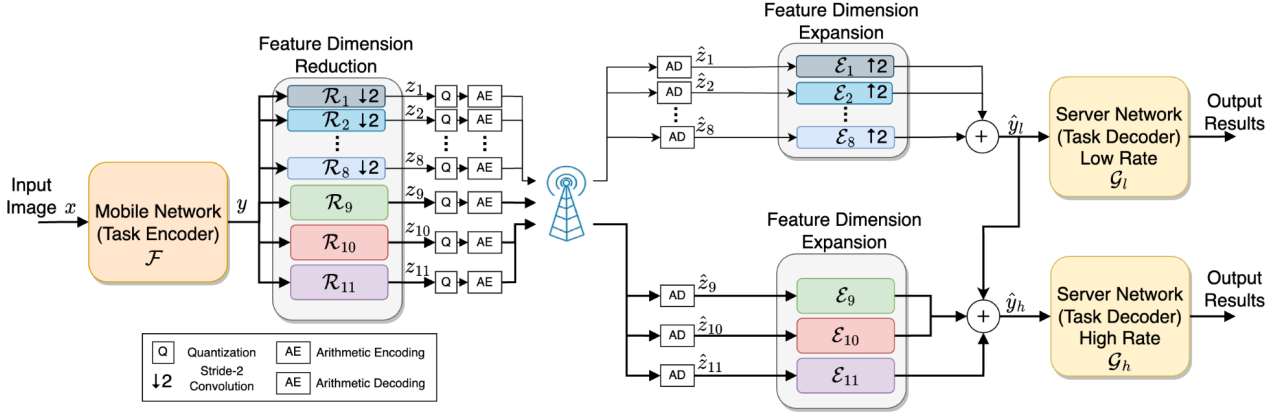 Feature Dimension
Reduction
Feature Dimension
Expansion
Input
Image x
Mobile Network
(Task Encoder)
ℱ
y
ℛ₁ ↓2
z₁
Q
AE
ℛ₂ ↓2
z₂
Q
AE
ℛ₈ ↓2
z₈
Q
AE
ℛ₉
z₉
Q
AE
ℛ₁₀
z₁₀
Q
AE
ℛ₁₁
z₁₁
Q
AE
AD
ẑ₁
ℰ₁ ↑2
AD
ẑ₂
ℰ₂ ↑2
AD
ẑ₈
ℰ₈ ↑2
+
ŷₗ
Server Network
(Task Decoder)
Low Rate
𝒢ₗ
Output
Results
Feature Dimension
Expansion
AD
ẑ₉
ℰ₉
AD
ẑ₁₀
ℰ₁₀
AD
ẑ₁₁
ℰ₁₁
+
ŷₕ
Server Network
(Task Decoder)
High Rate
𝒢ₕ
Output
Results
Q Quantization
↓2 Stride-2
Convolution
AE Arithmetic Encoding
AE Arithmetic Decoding